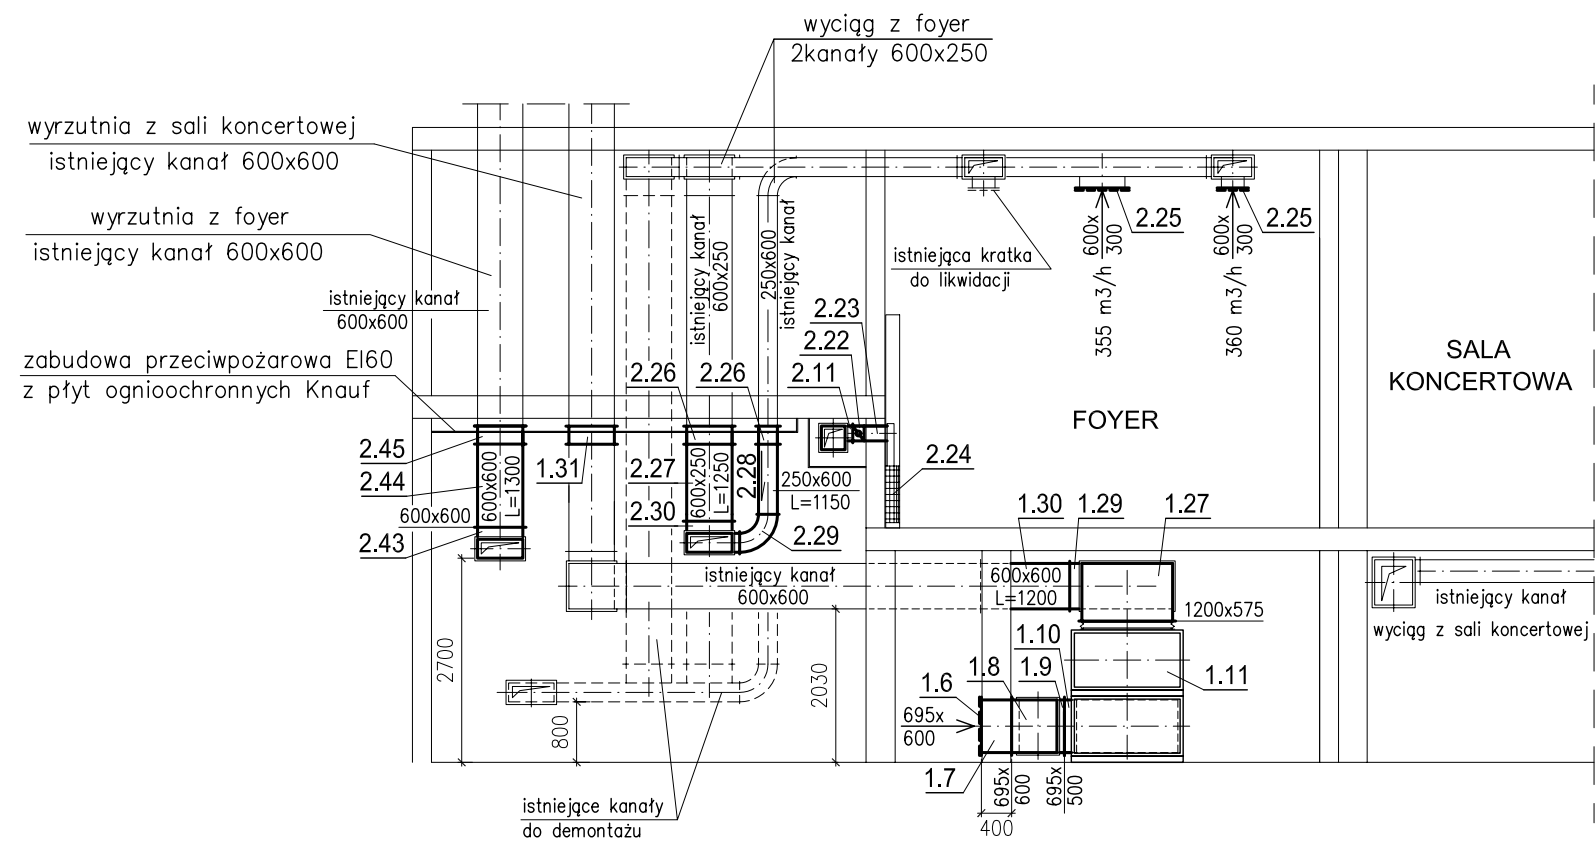 wyciąg z foyer
2kanały 600x250
wyrzutnia z sali koncertowej
istniejący kanał 600x600
wyrzutnia z foyer
istniejący kanał 600x600
istniejący kanał
600x600
zabudowa przeciwpożarowa EI60
z płyt ognioochronnych Knauf
istniejący kanał
600x250
250x600
istniejący kanał
istniejąca kratka
do likwidacji
600x
300
355 m3/h
2.25
600x
300
360 m3/h
2.25
2.23
2.22
2.11
2.26
2.26
SALA
KONCERTOWA
FOYER
2.45
2.44
600x600
2.43
600x600
L=1300
1.31
2.27
2.30
600x250
L=1250
2.28
250x600
L=1150
2.29
2.24
1.30
1.29
1.27
istniejący kanał
600x600
600x600
L=1200
1200x575
istniejący kanał
wyciąg z sali koncertowej
2700
800
2030
1.10
1.9
1.8
1.6
1.11
695x
600
1.7
695x
600
695x
500
400
istniejące kanały
do demontażu